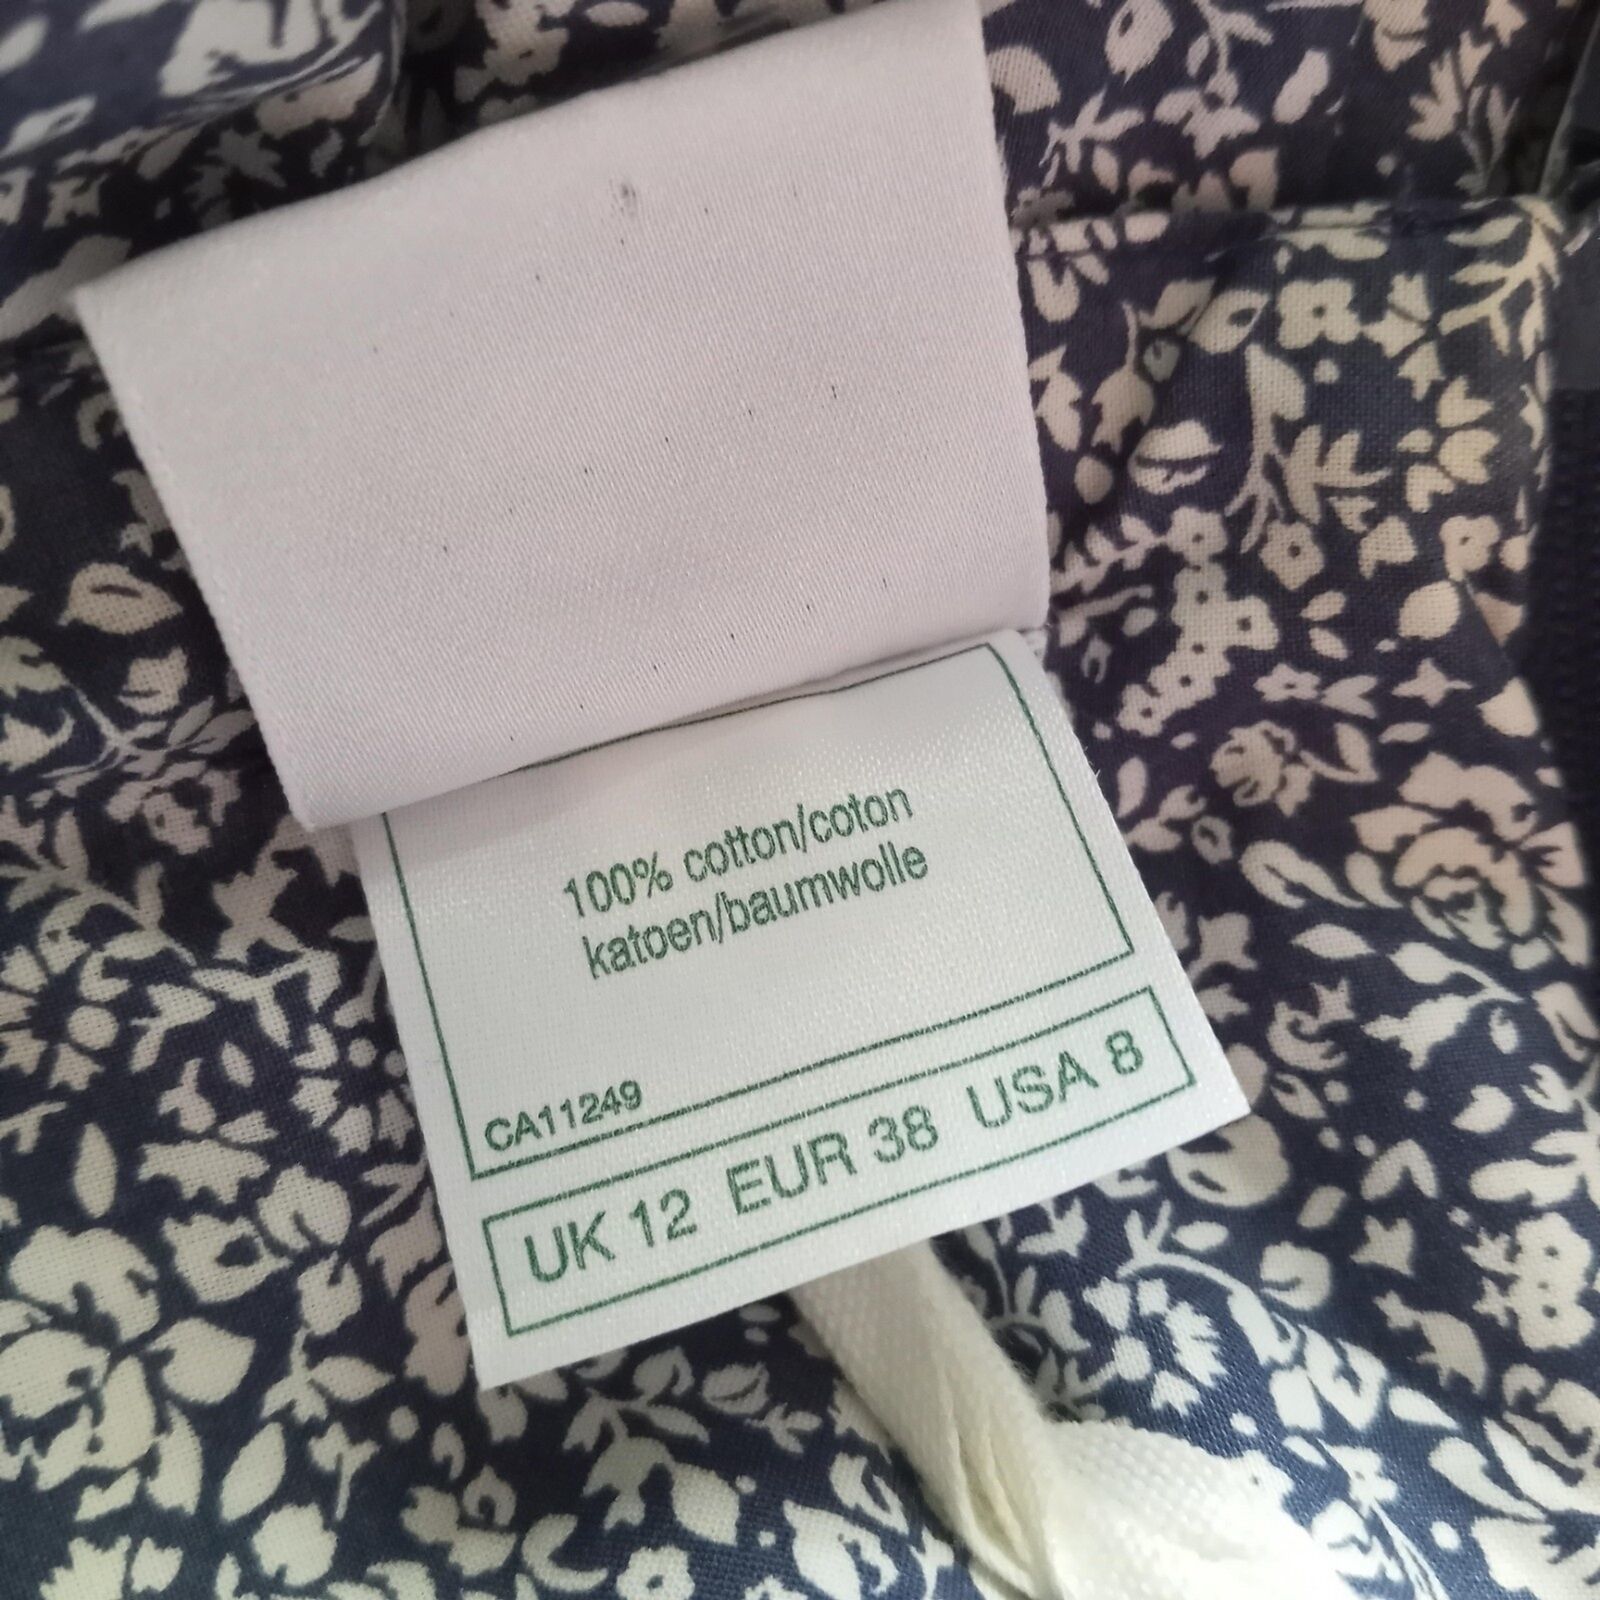 100% cotton/coton
katoen/baumwolle
CA11249
UK 12 EUR 38 USA 8